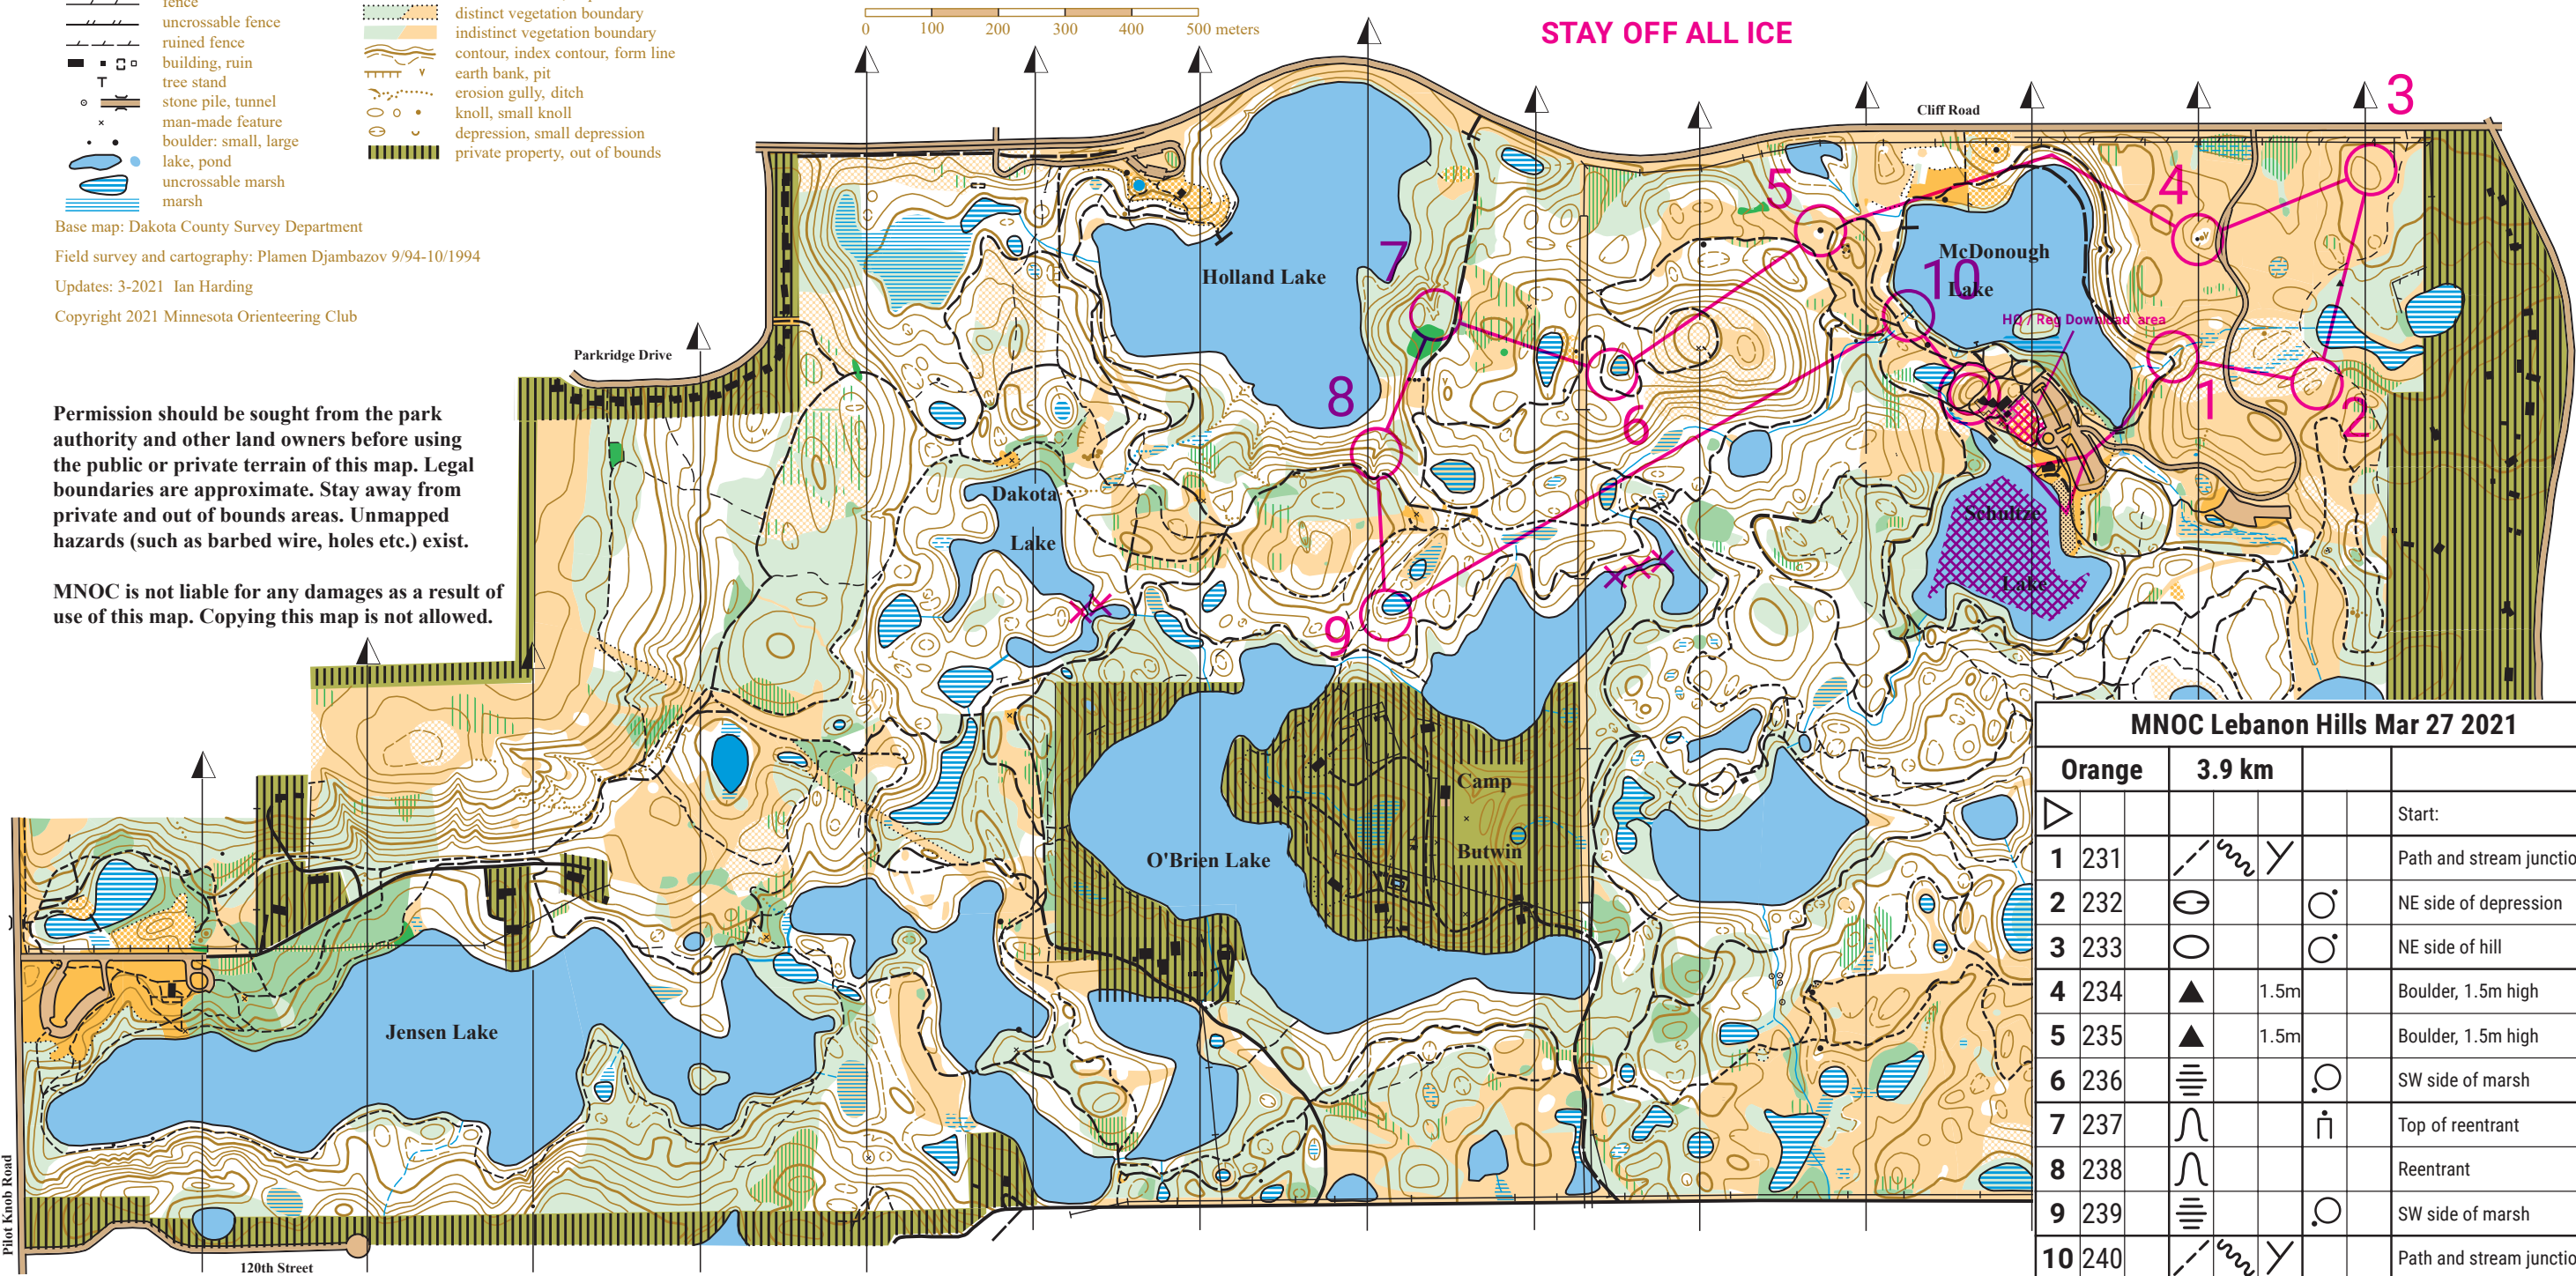 fence
uncrossable fence
ruined fence
building, ruin
tree stand
stone pile, tunnel
man-made feature
boulder: small, large
lake, pond
uncrossable marsh
marsh
distinct vegetation boundary
indistinct vegetation boundary
contour, index contour, form line
earth bank, pit
erosion gully, ditch
knoll, small knoll
depression, small depression
private property, out of bounds
Base map: Dakota County Survey Department
Field survey and cartography: Plamen Djambazov 9/94-10/1994
Updates: 3-2021 Ian Harding
Copyright 2021 Minnesota Orienteering Club
Permission should be sought from the park
authority and other land owners before using
the public or private terrain of this map. Legal
boundaries are approximate. Stay away from
private and out of bounds areas. Unmapped
hazards (such as barbed wire, holes etc.) exist.
MNOC is not liable for any damages as a result of
use of this map. Copying this map is not allowed.
0 100 200 300 400 500 meters
STAY OFF ALL ICE
Cliff Road
3
4
5
McDonough
Lake
10
HQ / Reg Download area
Holland Lake
7
Parkridge Drive
8
6
1
2
Dakota
Lake
Schultze
Lake
9
Camp
Butwin
O'Brien Lake
Jensen Lake
Pilot Knob Road
120th Street
MNOC Lebanon Hills Mar 27 2021
Orange 3.9 km
Start:
1 231 Path and stream junctio
2 232 NE side of depression
3 233 NE side of hill
4 234 1.5m Boulder, 1.5m high
5 235 1.5m Boulder, 1.5m high
6 236 SW side of marsh
7 237 Top of reentrant
8 238 Reentrant
9 239 SW side of marsh
10 240 Path and stream junctio